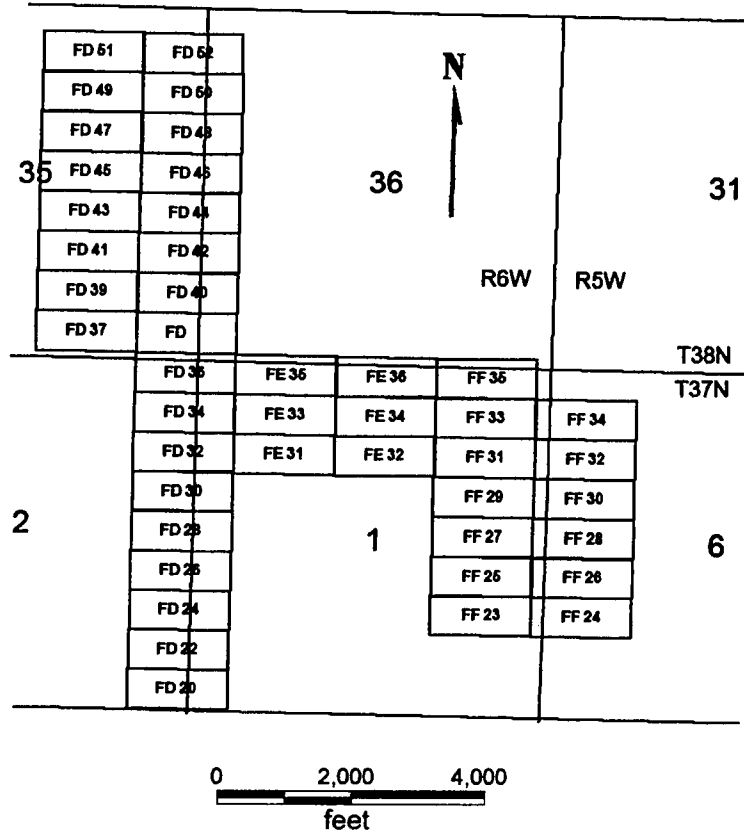 FD 51 FD 52
N
FD 49 FD 50
FD 47 FD 48
35 FD 45 FD 46 36 31
FD 43 FD 44
FD 41 FD 42
R6W R5W
FD 39 FD 40
FD 37 FD
T38N
FD 36 FE 35 FE 36 FF 35
T37N
FD 34 FE 33 FE 34 FF 33 FF 34
FD 32 FE 31 FE 32 FF 31 FF 32
FD 30 FF 29 FF 30
2 FD 28 1 FF 27 FF 28 6
FD 26 FF 25 FF 26
FD 24 FF 23 FF 24
FD 22
FD 20
0 2,000 4,000
feet